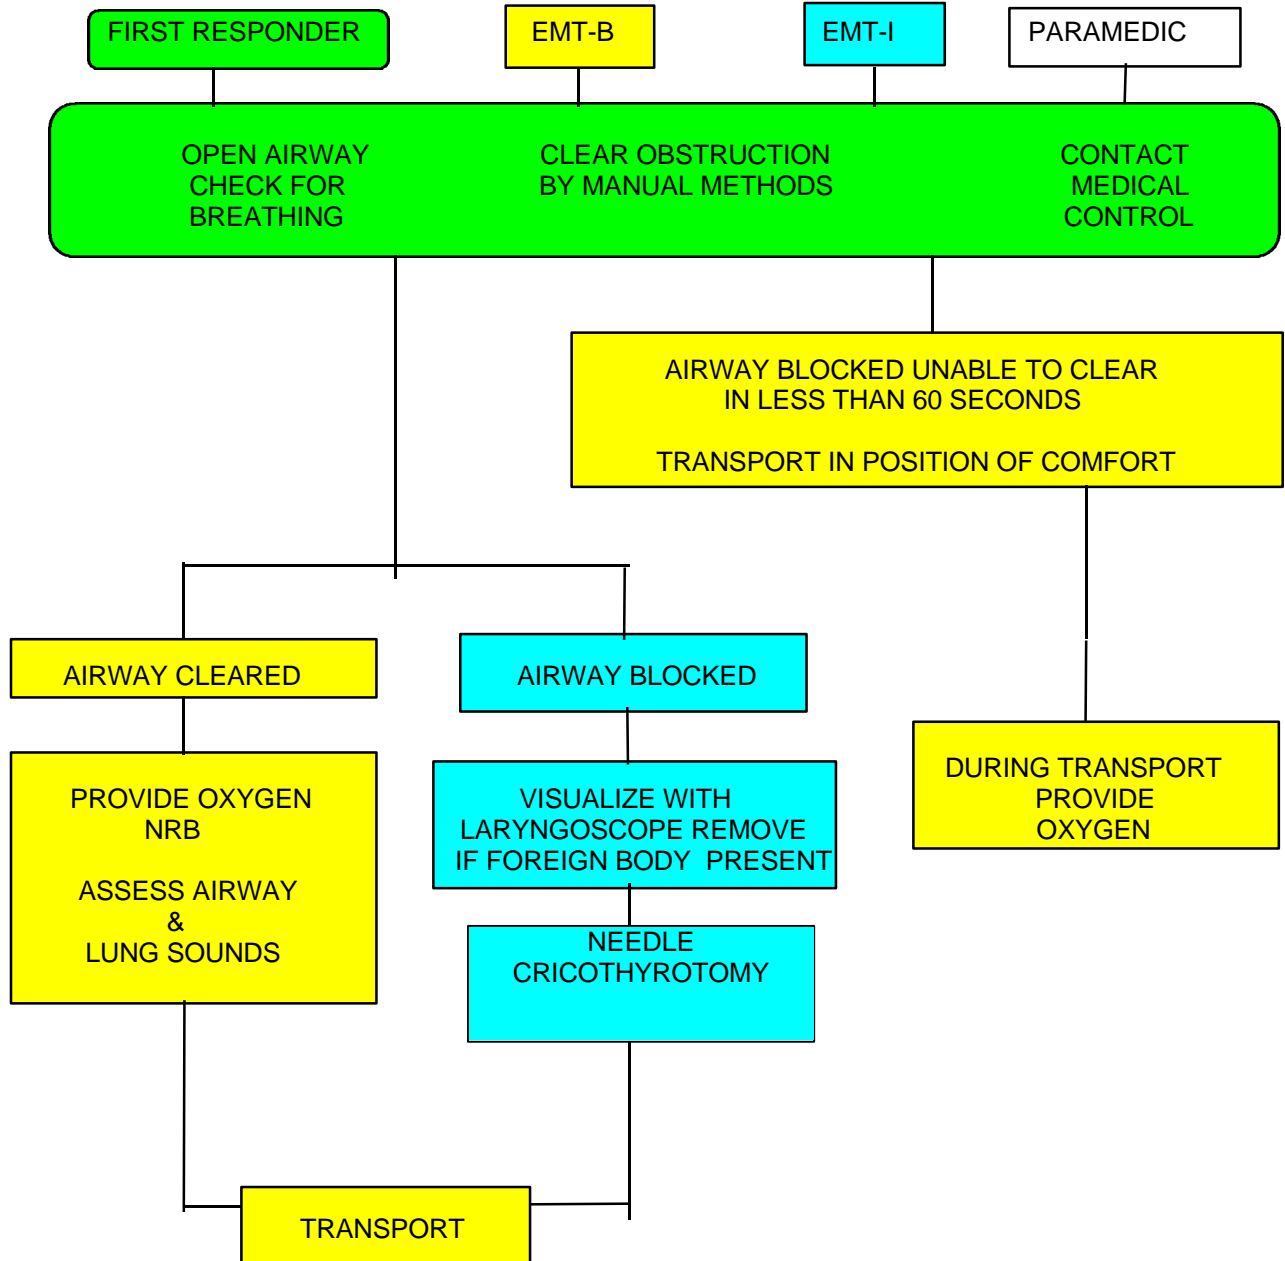 FIRST RESPONDER
EMT-B
EMT-I
PARAMEDIC
OPEN AIRWAY
CHECK FOR
BREATHING
CLEAR OBSTRUCTION
BY MANUAL METHODS
CONTACT
MEDICAL
CONTROL
AIRWAY BLOCKED UNABLE TO CLEAR
IN LESS THAN 60 SECONDS
TRANSPORT IN POSITION OF COMFORT
AIRWAY CLEARED
AIRWAY BLOCKED
PROVIDE OXYGEN
NRB
ASSESS AIRWAY
&
LUNG SOUNDS
VISUALIZE WITH
LARYNGOSCOPE REMOVE
IF FOREIGN BODY PRESENT
DURING TRANSPORT
PROVIDE
OXYGEN
NEEDLE
CRICOTHYROTOMY
TRANSPORT